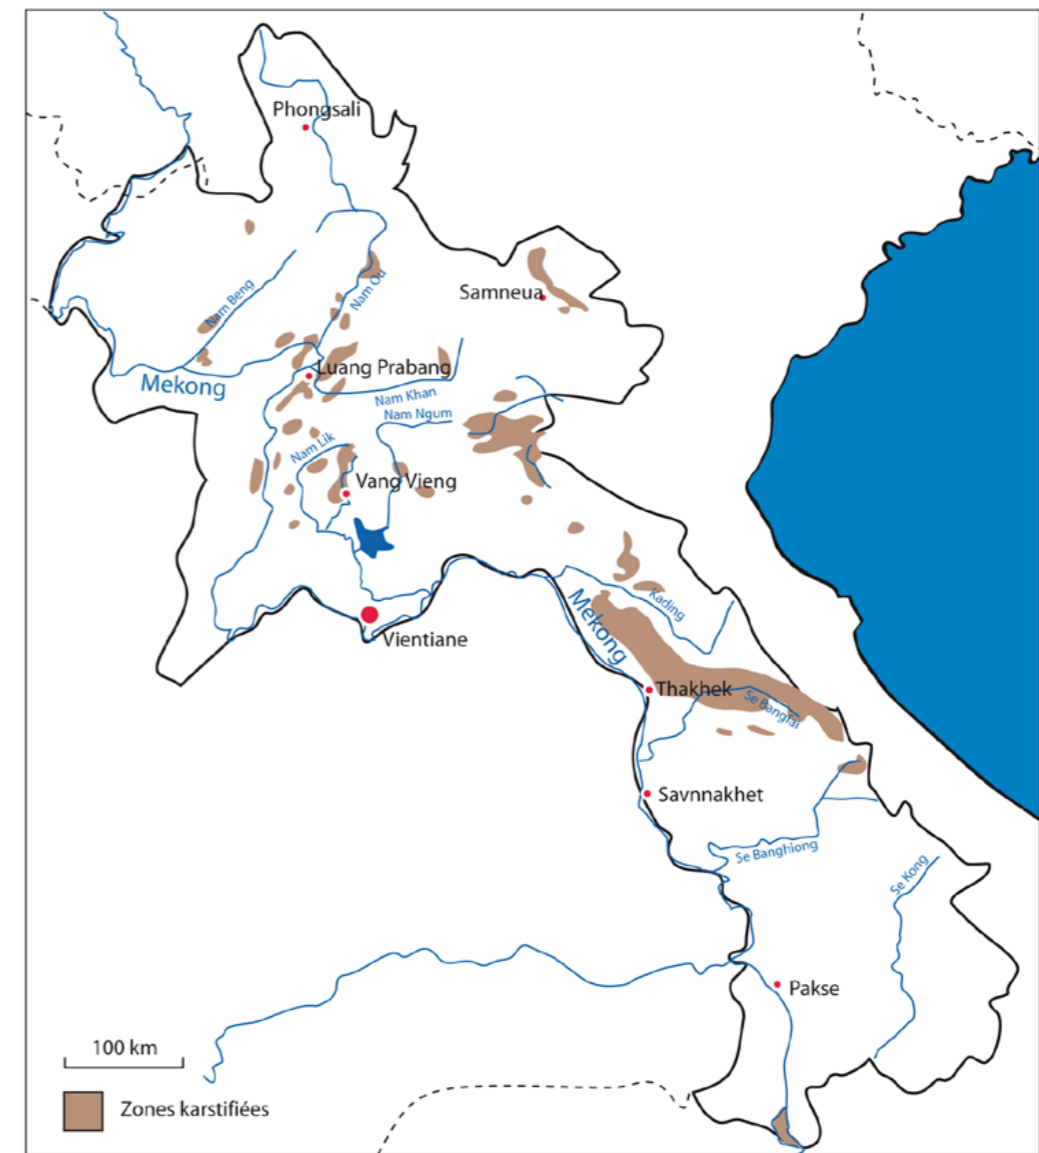 Phongsali
Samneua
Nam Beng
Nam Ou
Luang Prabang
Mekong
Nam Khan
Nam Ngum
Nam Lik
Vang Vieng
Kading
Mekong
Vientiane
Thakhek
Se Bangfai
Savnnakhet
Se Banghiong
Se Kong
Pakse
100 km
Zones karstifiées